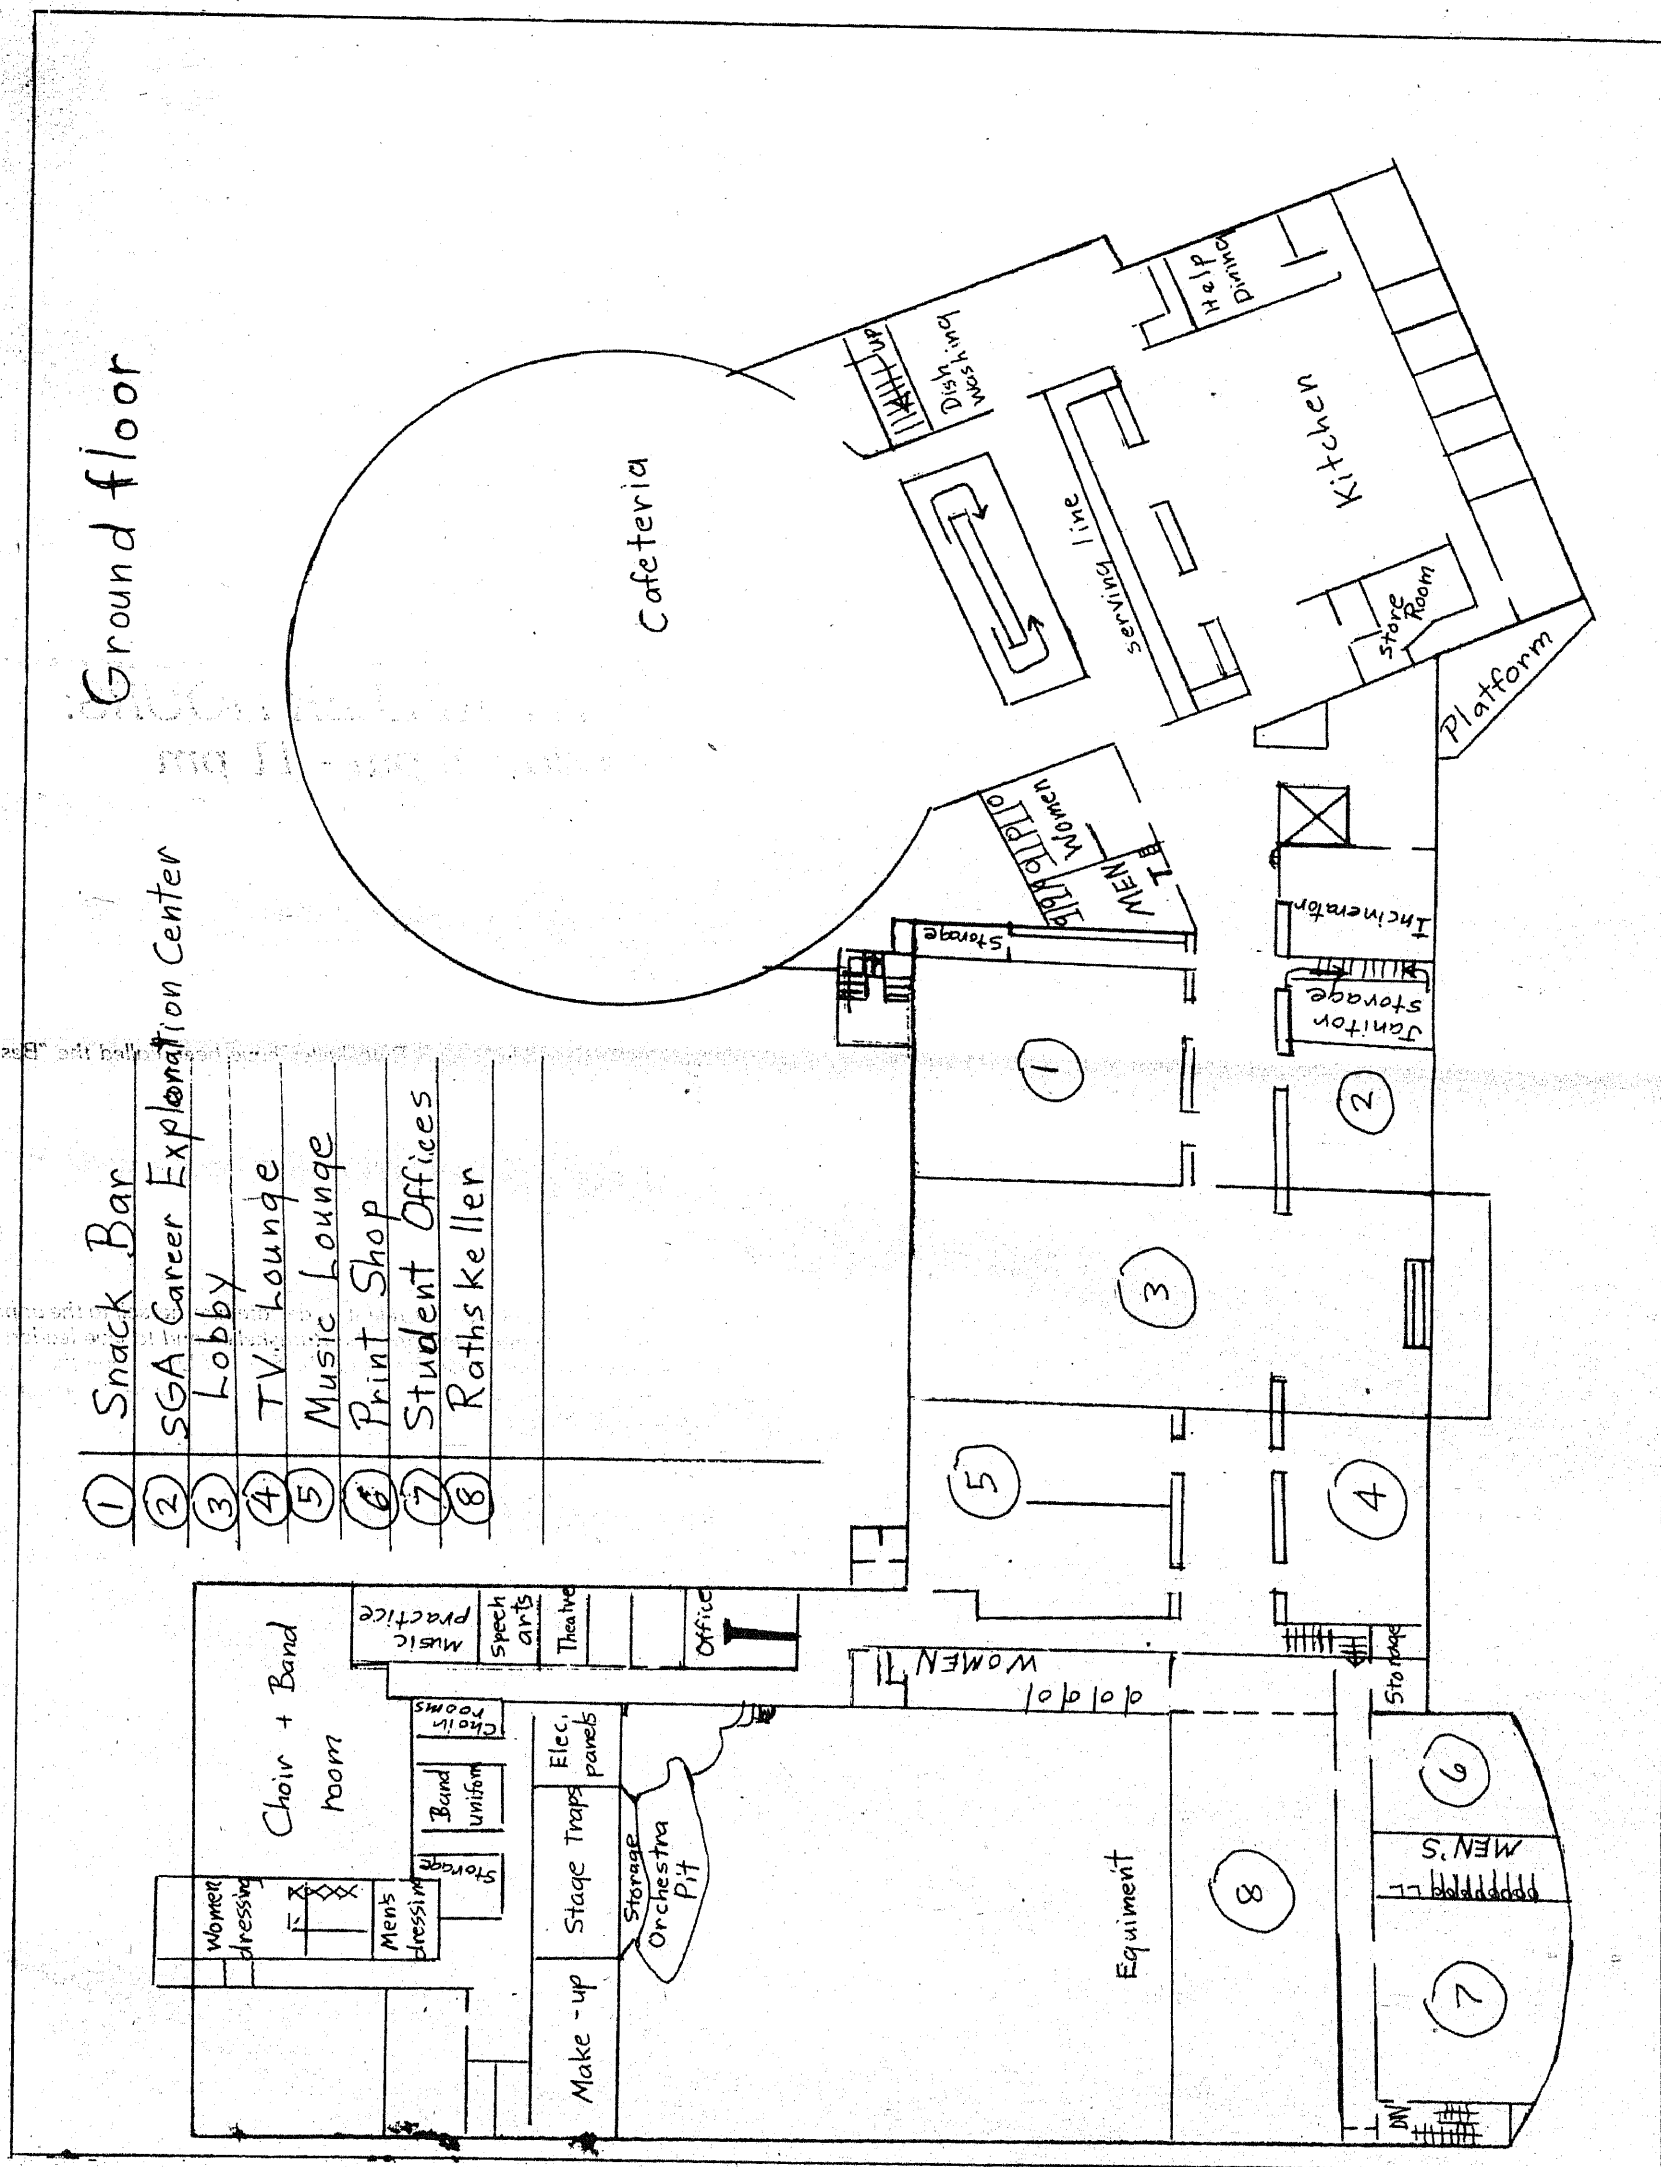 Ground floor
① Snack Bar
② SGA Career Exploration Center
③ Lobby
④ TV Lounge
⑤ Music Lounge
⑥ Print Shop
⑦ Student Offices
⑧ Rathskeller
Cafeteria
UP
Dish
washing
Help
Dining
serving line
Kitchen
Store
Room
Platform
Women
MEN
Storage
Incinerator
Janitor
Storage
①
②
③
④
⑤
Choir + Band
room
Music
practice
Speech
arts
Theatre
Office
WOMEN
Storage
Choir
rooms
Band
uniform
Storage
Elec.
panels
Stage Traps
Storage
Orchestra
Pit
Women
dressing
Mens
dressing
Make-up
Equiment
⑧
⑥
MEN'S
⑦
DN